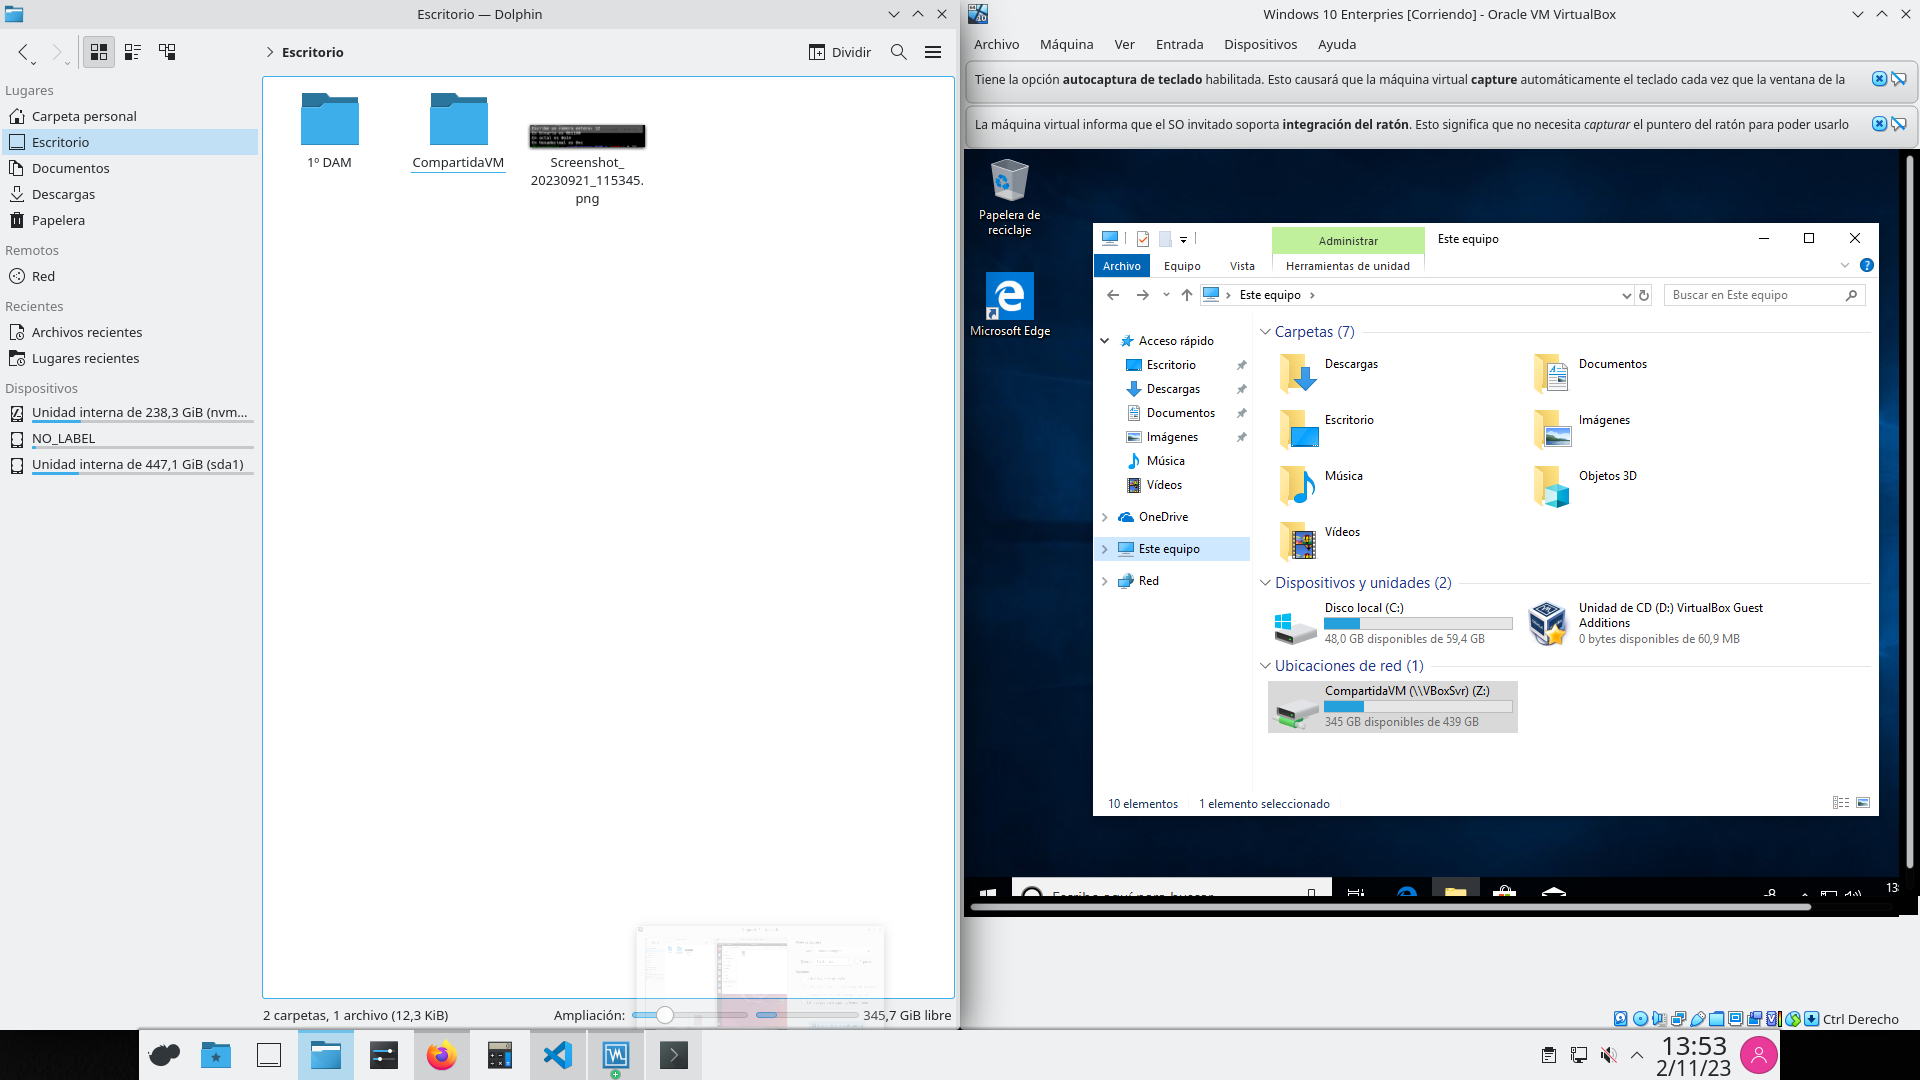 Escritorio — Dolphin
Escritorio
Dividir
Lugares
Carpeta personal
Escritorio
Documentos
Descargas
Papelera
Remotos
Red
Recientes
Archivos recientes
Lugares recientes
Dispositivos
Unidad interna de 238,3 GiB (nvm...
NO_LABEL
Unidad interna de 447,1 GiB (sda1)
1º DAM
CompartidaVM
Screenshot_
20230921_115345.
png
2 carpetas, 1 archivo (12,3 KiB)
Ampliación:
345,7 GiB libre
Windows 10 Enterpries [Corriendo] - Oracle VM VirtualBox
Archivo Máquina Ver Entrada Dispositivos Ayuda
Tiene la opción autocaptura de teclado habilitada. Esto causará que la máquina virtual capture automáticamente el teclado cada vez que la ventana de la
La máquina virtual informa que el SO invitado soporta integración del ratón. Esto significa que no necesita capturar el puntero del ratón para poder usarlo
Papelera de
reciclaje
Microsoft Edge
Administrar
Este equipo
Archivo Equipo Vista Herramientas de unidad
Este equipo
Buscar en Este equipo
Acceso rápido
Escritorio
Descargas
Documentos
Imágenes
Música
Vídeos
OneDrive
Este equipo
Red
Carpetas (7)
Descargas
Documentos
Escritorio
Imágenes
Música
Objetos 3D
Vídeos
Dispositivos y unidades (2)
Disco local (C:)
48,0 GB disponibles de 59,4 GB
Unidad de CD (D:) VirtualBox Guest
Additions
0 bytes disponibles de 60,9 MB
Ubicaciones de red (1)
CompartidaVM (\\VBoxSvr) (Z:)
345 GB disponibles de 439 GB
10 elementos
1 elemento seleccionado
Escribe aquí para buscar
13:
Ctrl Derecho
13:53
2/11/23